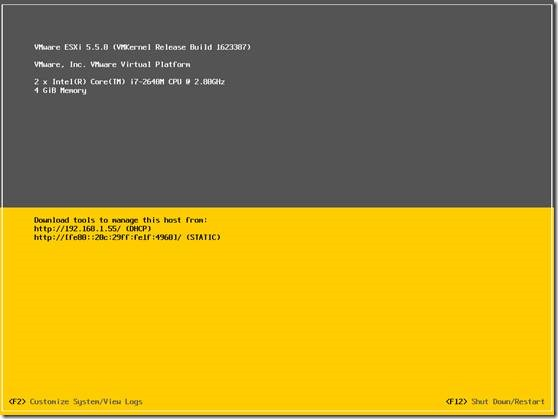 VMware ESXi 5.5.0 (VMKernel Release Build 1623387)
VMware, Inc. VMware Virtual Platform
2 x Intel(R) Core(TM) i7-2640M CPU @ 2.80GHz
4 GiB Memory
Download tools to manage this host from:
http://192.168.1.55/ (DHCP)
http://[fe80::20c:29ff:fe1f:4960]/ (STATIC)
<F2> Customize System/View Logs
<F12> Shut Down/Restart